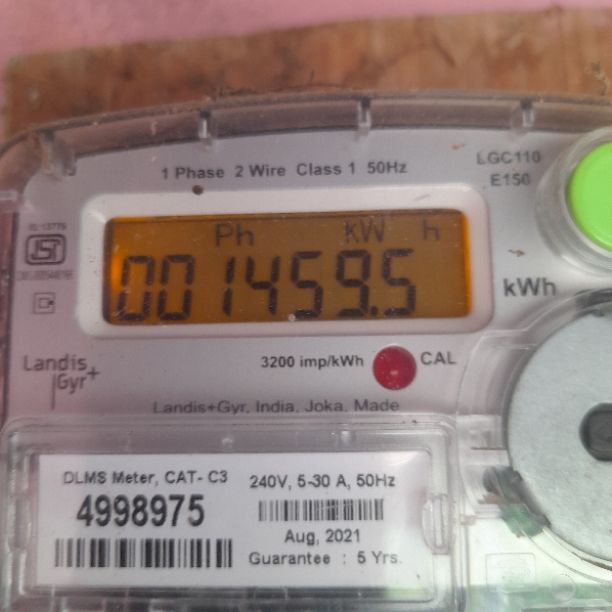 1 Phase 2 Wire Class 1 50Hz
LGC110
E150
Ph kW h
001459.5
kWh
Landis
Gyr+
3200 imp/kWh
CAL
Landis+Gyr, India, Joka, Made
DLMS Meter, CAT- C3
4998975
240V, 5-30 A, 50Hz
Aug, 2021
Guarantee : 5 Yrs.